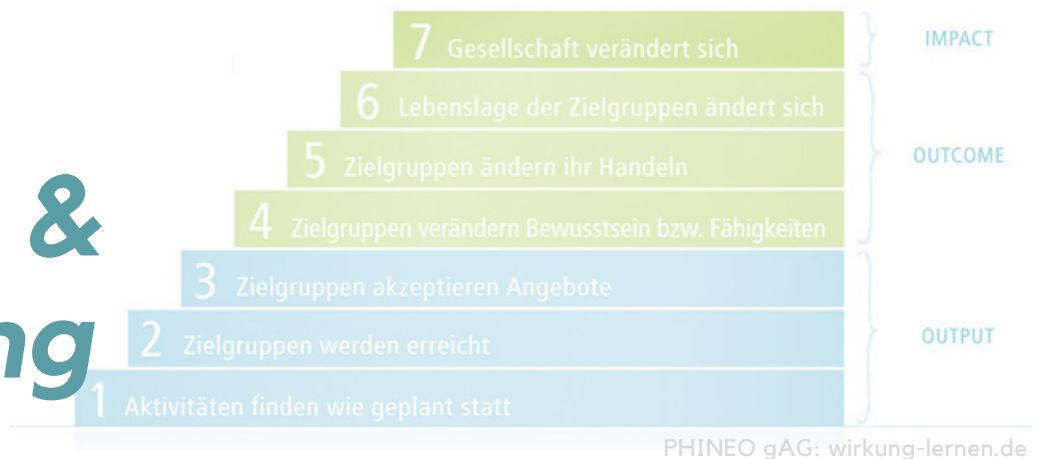 7 Gesellschaft verändert sich
IMPACT
6 Lebenslage der Zielgruppen ändert sich
5 Zielgruppen ändern ihr Handeln
OUTCOME
4 Zielgruppen verändern Bewusstsein bzw. Fähigkeiten
&
3 Zielgruppen akzeptieren Angebote
2 Zielgruppen werden erreicht
OUTPUT
ng
1 Aktivitäten finden wie geplant statt
PHINEO gAG: wirkung-lernen.de